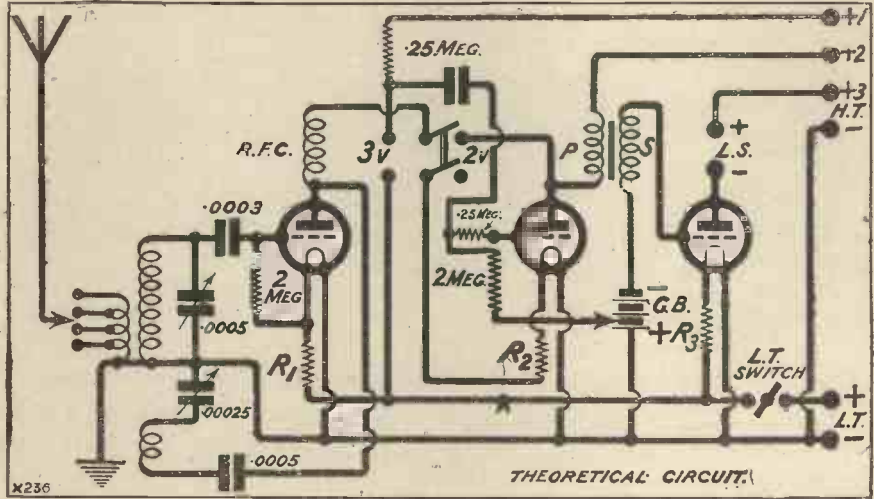 +1
.25 MEG.
+2
+3
H.T.
-
R.F.C.
3V
2V
P
S
+
L.S.
-
.0003
.25 MEG.
2
MEG
2 MEG.
-
G.B.
+
.0005
R1
R2
R3
L.T.
SWITCH
+
L.T.
-
.00025
.0005
THEORETICAL CIRCUIT.
X236